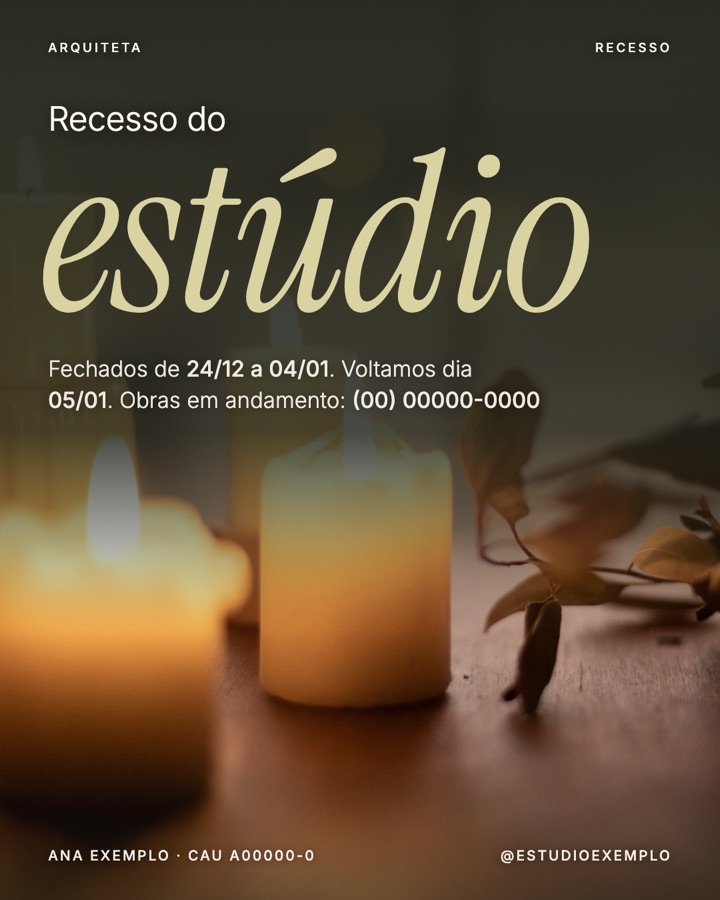 ARQUITETA
RECESSO
Recesso do
estúdio
Fechados de 24/12 a 04/01. Voltamos dia
05/01. Obras em andamento: (00) 00000-0000
ANA EXEMPLO · CAU A00000-0
@ESTUDIOEXEMPLO